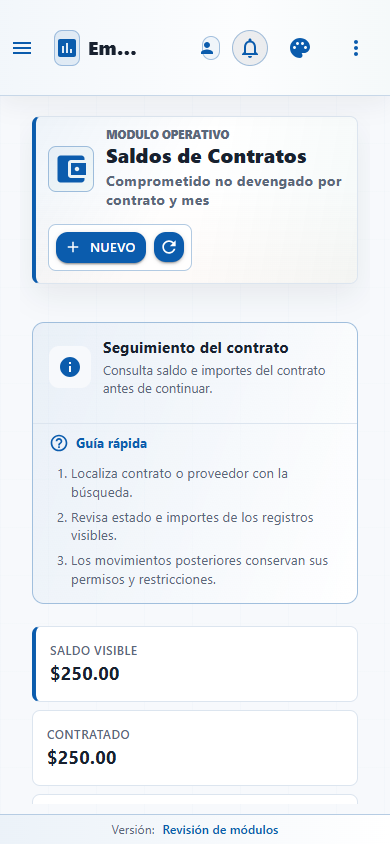 Em...
MODULO OPERATIVO
Saldos de Contratos
Comprometido no devengado por
contrato y mes
NUEVO
Seguimiento del contrato
Consulta saldo e importes del contrato
antes de continuar.
Guía rápida
1. Localiza contrato o proveedor con la
búsqueda.
2. Revisa estado e importes de los registros
visibles.
3. Los movimientos posteriores conservan sus
permisos y restricciones.
SALDO VISIBLE
$250.00
CONTRATADO
$250.00
Versión: Revisión de módulos